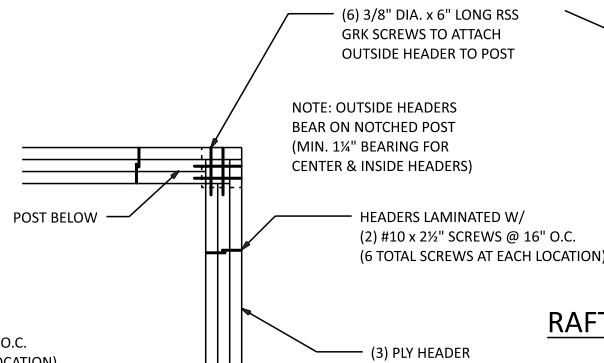 (6) 3/8" DIA. x 6" LONG RSS
GRK SCREWS TO ATTACH
OUTSIDE HEADER TO POST
NOTE: OUTSIDE HEADERS
BEAR ON NOTCHED POST
(MIN. 1¼" BEARING FOR
CENTER & INSIDE HEADERS)
POST BELOW
HEADERS LAMINATED W/
(2) #10 x 2½" SCREWS @ 16" O.C.
(6 TOTAL SCREWS AT EACH LOCATION)
RAFT
O.C.
OCATION)
(3) PLY HEADER